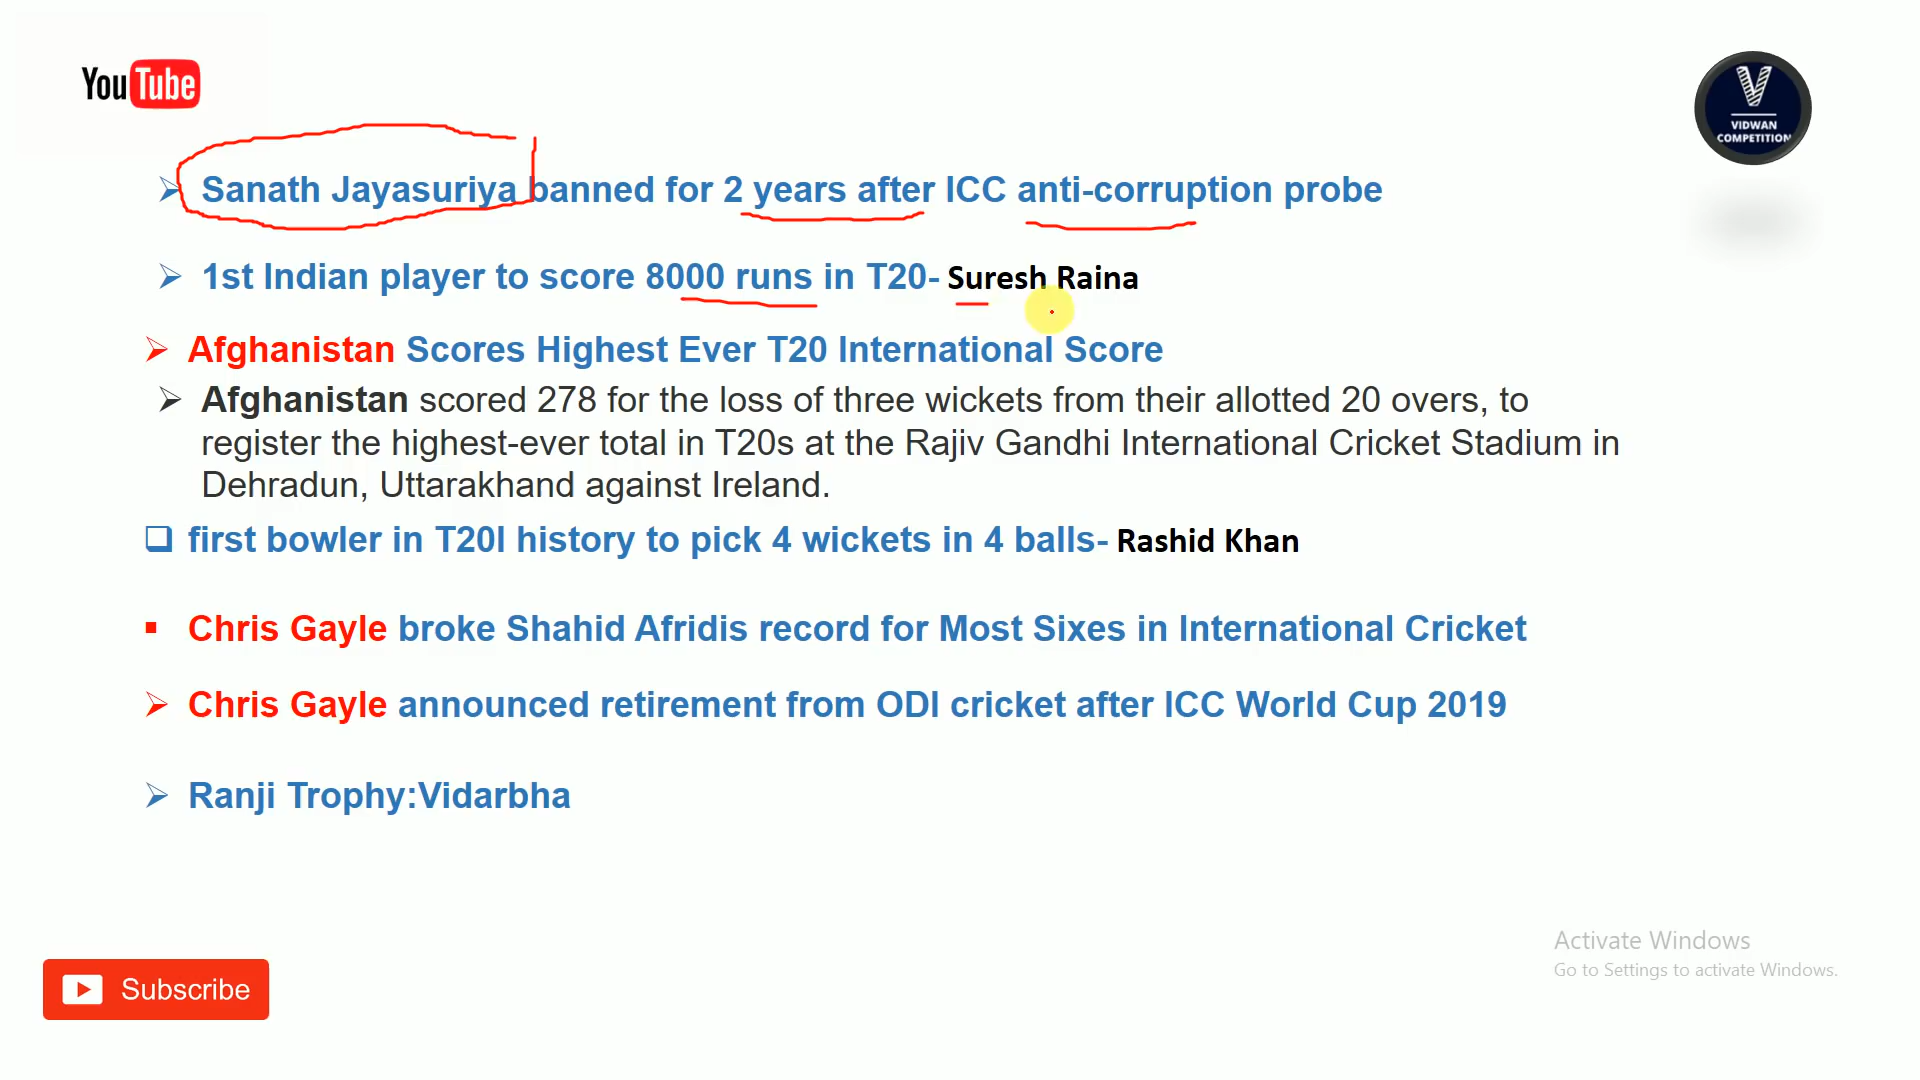 YouTube
V
VIDWAN
COMPETITION
Sanath Jayasuriya banned for 2 years after ICC anti-corruption probe
1st Indian player to score 8000 runs in T20- Suresh Raina
Afghanistan Scores Highest Ever T20 International Score
Afghanistan scored 278 for the loss of three wickets from their allotted 20 overs, to
register the highest-ever total in T20s at the Rajiv Gandhi International Cricket Stadium in
Dehradun, Uttarakhand against Ireland.
first bowler in T20I history to pick 4 wickets in 4 balls- Rashid Khan
Chris Gayle broke Shahid Afridis record for Most Sixes in International Cricket
Chris Gayle announced retirement from ODI cricket after ICC World Cup 2019
Ranji Trophy:Vidarbha
Activate Windows
Go to Settings to activate Windows.
Subscribe